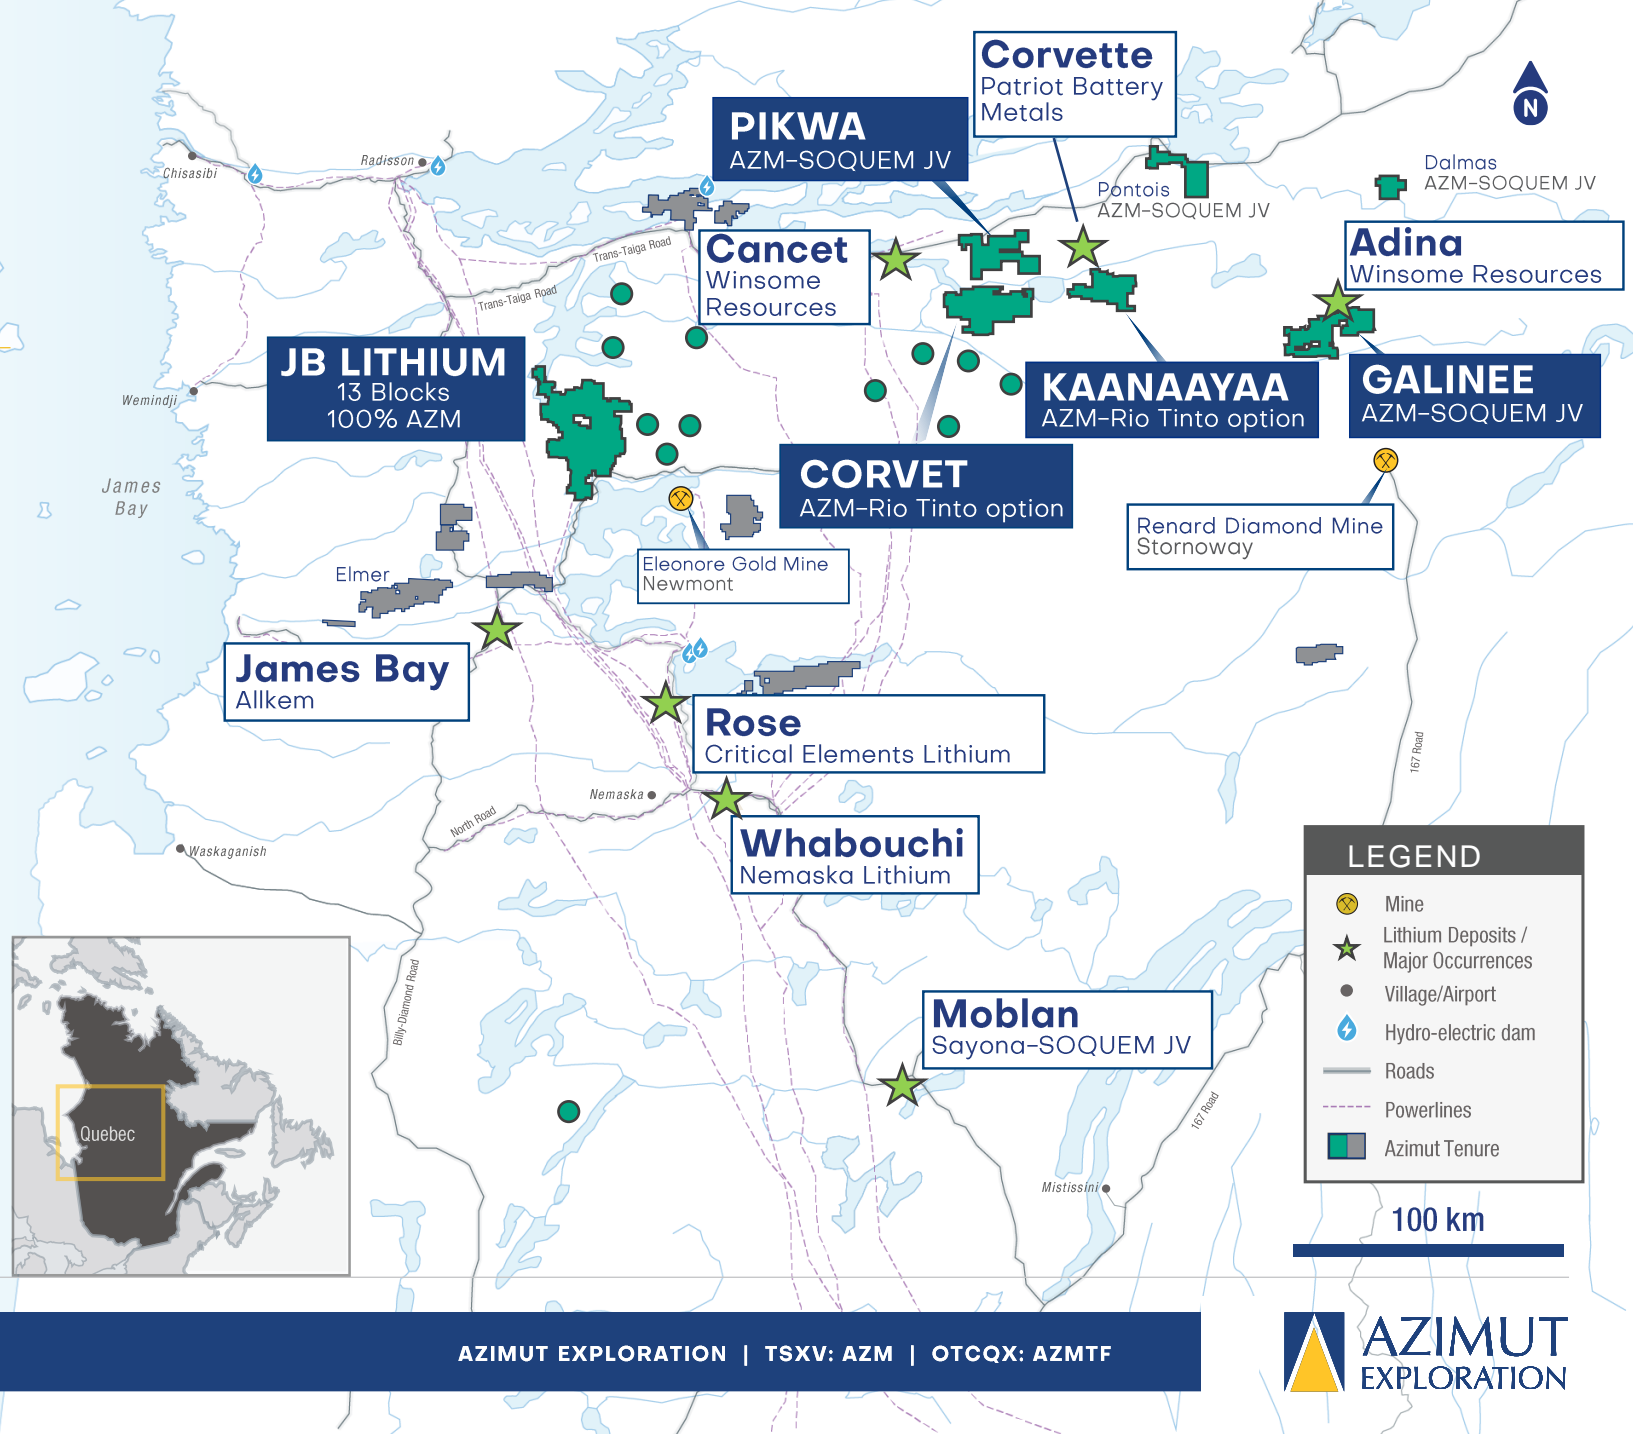 Corvette
Patriot Battery
Metals
N
PIKWA
AZM-SOQUEM JV
Chisasibi
Radisson
Pontois
AZM-SOQUEM JV
Dalmas
AZM-SOQUEM JV
Adina
Winsome Resources
Cancet
Winsome
Resources
Trans-Taiga Road
Trans-Taiga Road
JB LITHIUM
13 Blocks
100% AZM
KAANAAYAA
AZM-Rio Tinto option
GALINEE
AZM-SOQUEM JV
Wemindji
CORVET
AZM-Rio Tinto option
James
Bay
Renard Diamond Mine
Stornoway
Eleonore Gold Mine
Newmont
Elmer
James Bay
Allkem
Rose
Critical Elements Lithium
167 Road
Nemaska
North Road
Whabouchi
Nemaska Lithium
Waskaganish
Billy-Diamond Road
Moblan
Sayona-SOQUEM JV
167 Road
Mistissini
Quebec
LEGEND
Mine
Lithium Deposits /
Major Occurrences
Village/Airport
Hydro-electric dam
Roads
Powerlines
Azimut Tenure
100 km
AZIMUT EXPLORATION | TSXV: AZM | OTCQX: AZMTF
AZIMUT
EXPLORATION